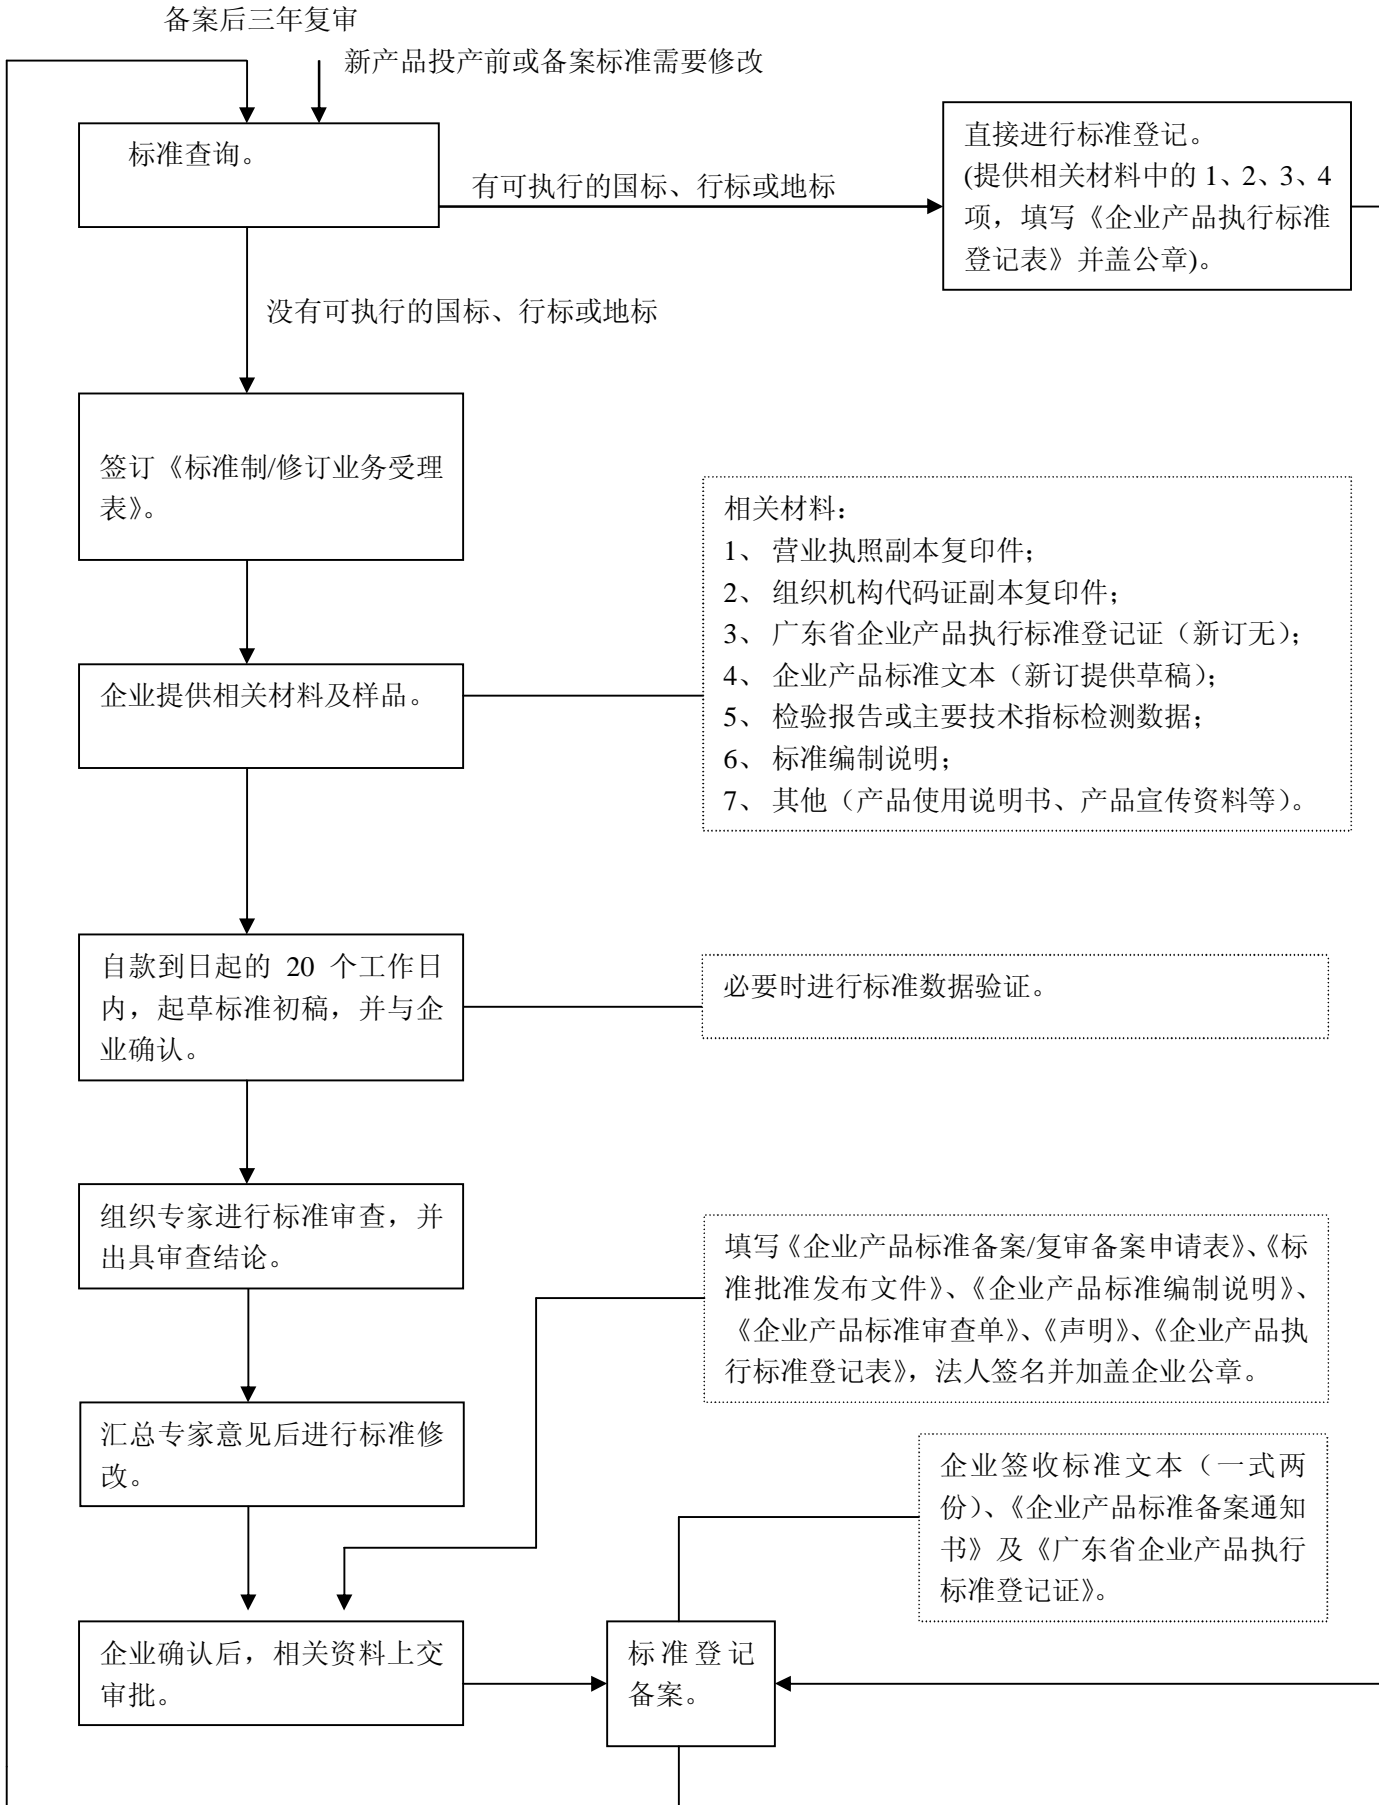 备案后三年复审
新产品投产前或备案标准需要修改
标准查询。
有可执行的国标、行标或地标
直接进行标准登记。
(提供相关材料中的 1、2、3、4
项，填写《企业产品执行标准
登记表》并盖公章)。
没有可执行的国标、行标或地标
签订《标准制/修订业务受理
表》。
相关材料：
1、 营业执照副本复印件；
2、 组织机构代码证副本复印件；
3、 广东省企业产品执行标准登记证（新订无）；
4、 企业产品标准文本（新订提供草稿）；
5、 检验报告或主要技术指标检测数据；
6、 标准编制说明；
7、 其他（产品使用说明书、产品宣传资料等）。
企业提供相关材料及样品。
自款到日起的 20 个工作日
内，起草标准初稿，并与企
业确认。
必要时进行标准数据验证。
组织专家进行标准审查，并
出具审查结论。
填写《企业产品标准备案/复审备案申请表》、《标
准批准发布文件》、《企业产品标准编制说明》、
《企业产品标准审查单》、《声明》、《企业产品执
行标准登记表》，法人签名并加盖企业公章。
汇总专家意见后进行标准修
改。
企业签收标准文本（一式两
份）、《企业产品标准备案通知
书》及《广东省企业产品执行
标准登记证》。
企业确认后，相关资料上交
审批。
标准登记
备案。